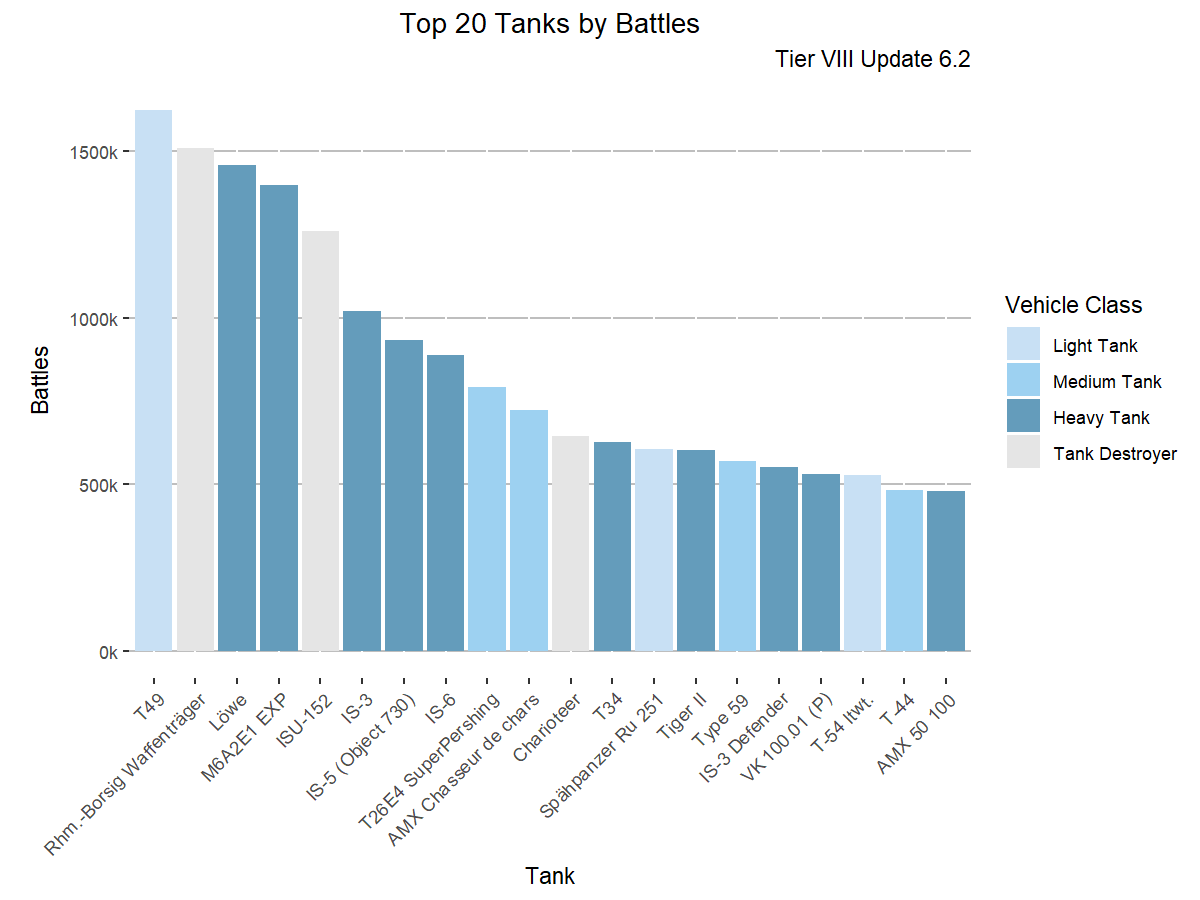 Top 20 Tanks by Battles
Tier VIII Update 6.2
1500k
1000k
500k
0k
Battles
T49
Rhm.-Borsig Waffenträger
Löwe
M6A2E1 EXP
ISU-152
IS-3
IS-5 (Object 730)
IS-6
T26E4 SuperPershing
AMX Chasseur de chars
Charioteer
T34
Spähpanzer Ru 251
Tiger II
Type 59
IS-3 Defender
VK 100.01 (P)
T-54 ltwt.
T-44
AMX 50 100
Tank
Vehicle Class
Light Tank
Medium Tank
Heavy Tank
Tank Destroyer